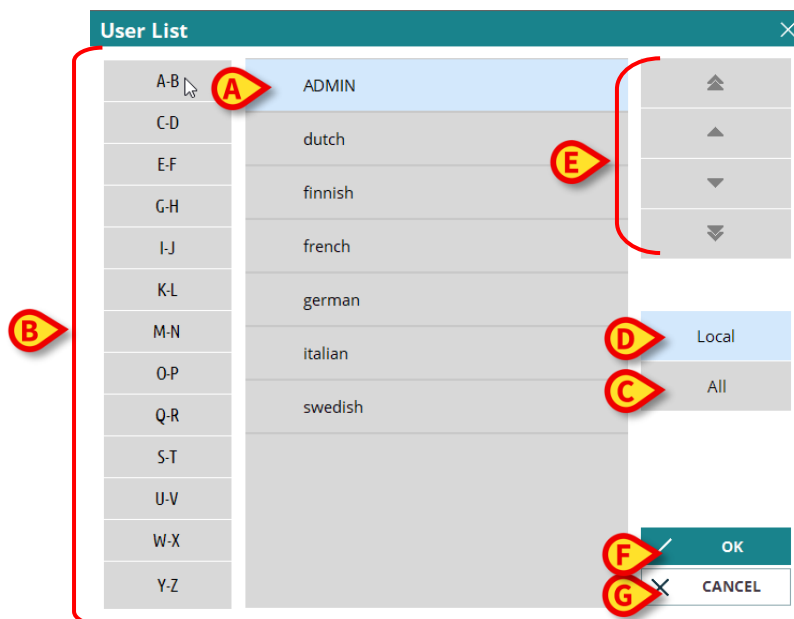 User List
A-B
C-D
E-F
G-H
I-J
K-L
M-N
O-P
Q-R
S-T
U-V
W-X
Y-Z
B
A
ADMIN
dutch
finnish
french
german
italian
swedish
E
D
Local
C
All
F
OK
G
CANCEL